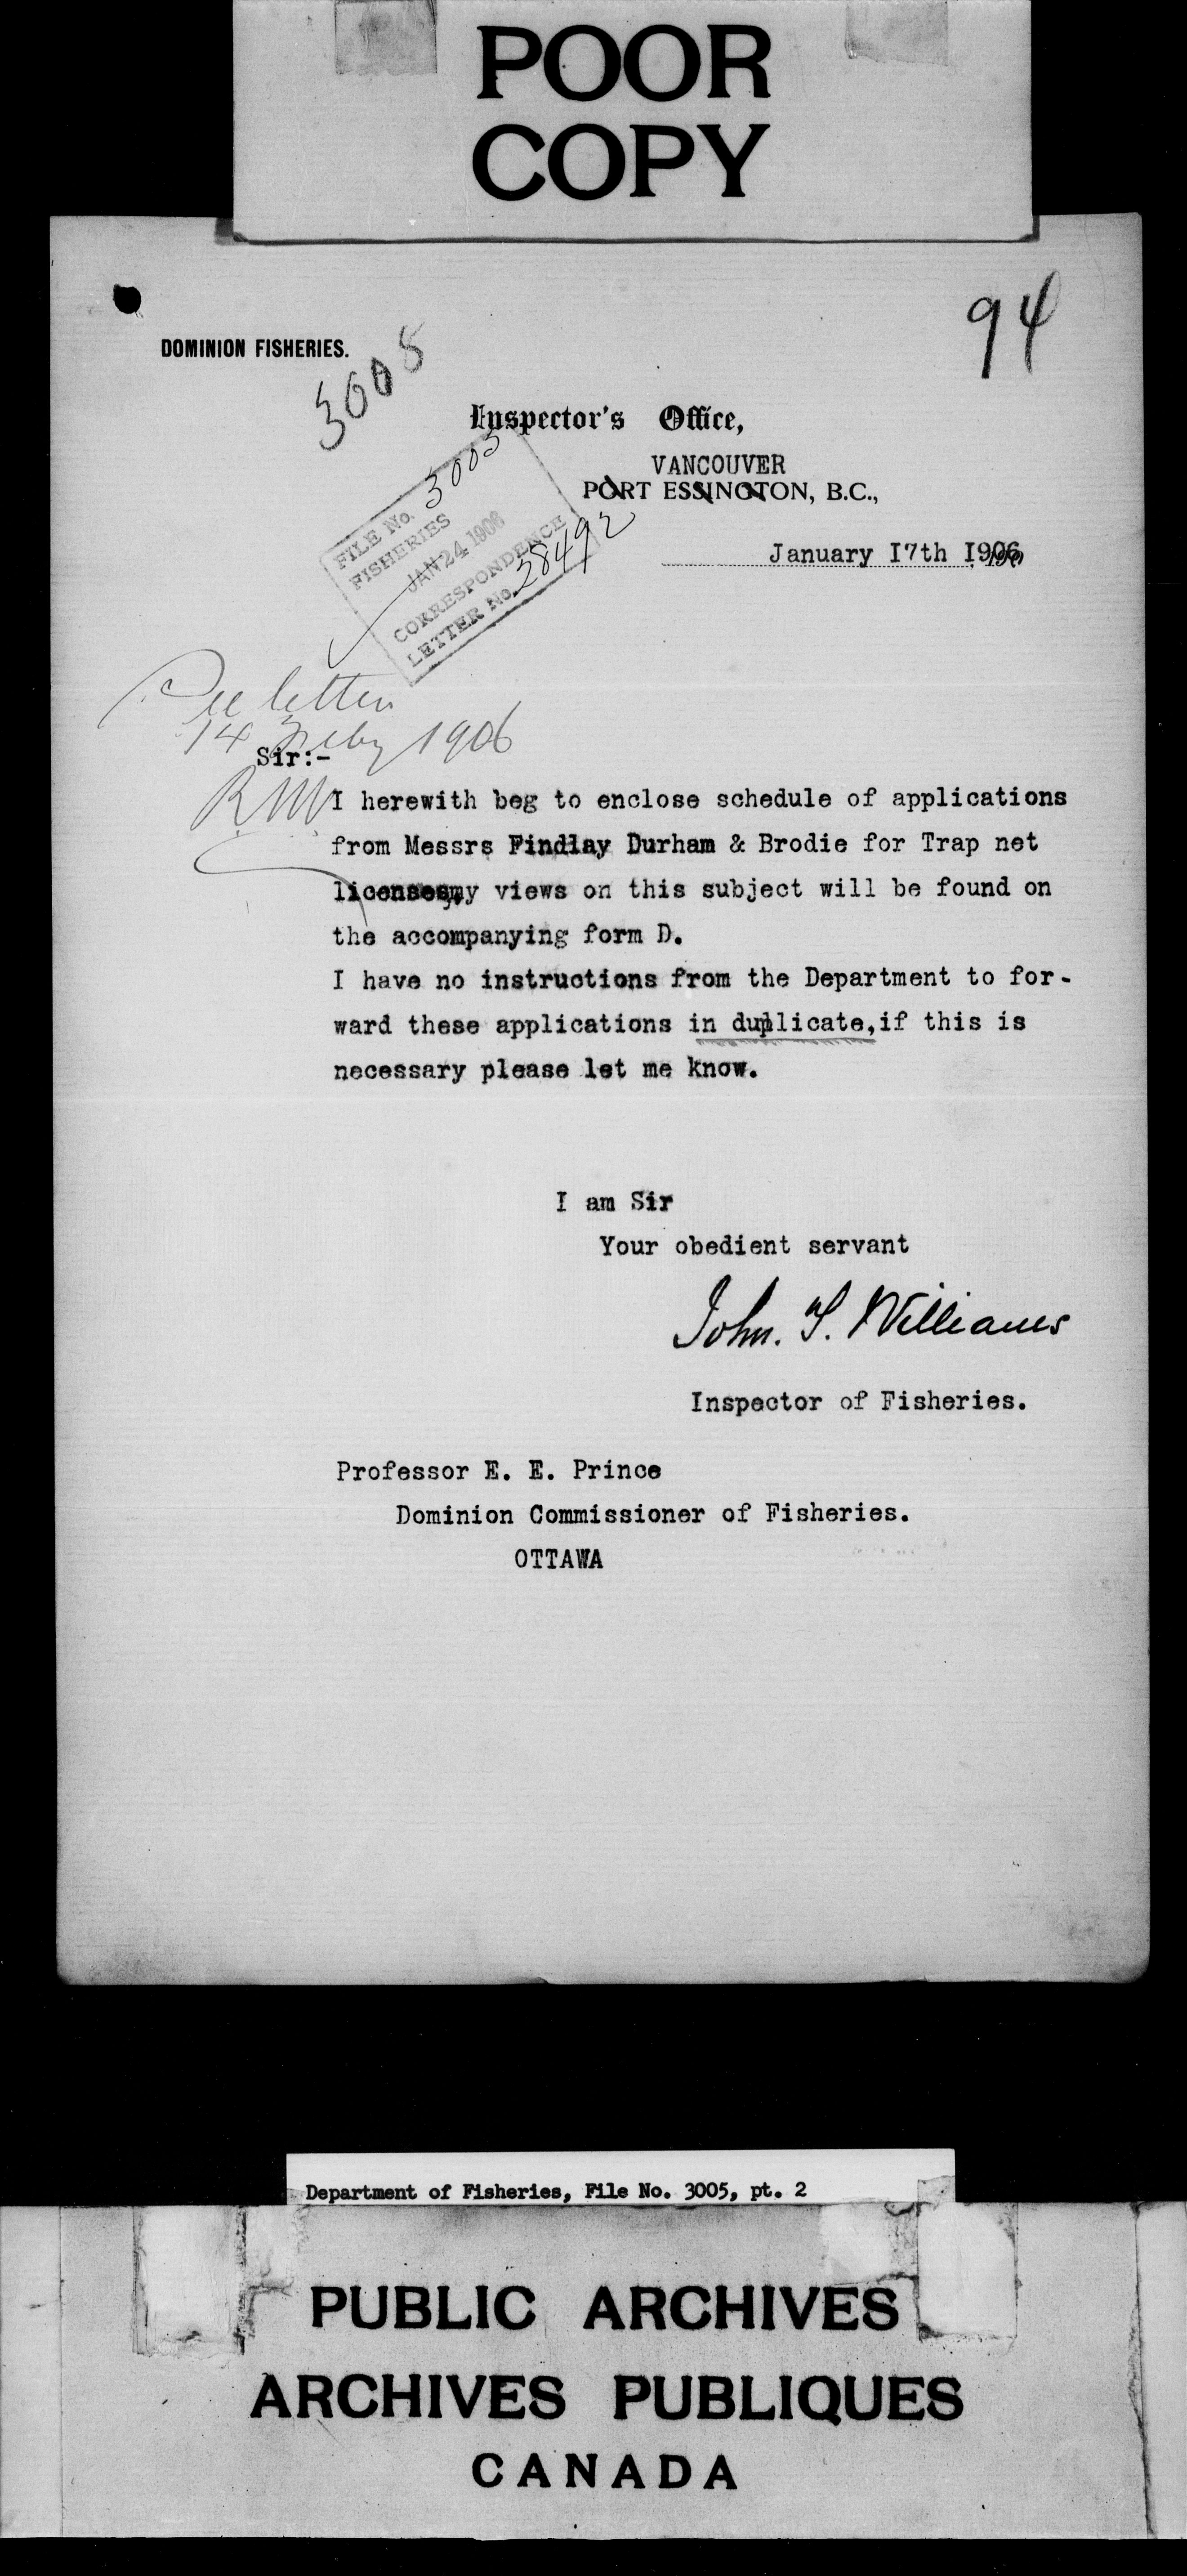 POOR
COPY
94
DOMINION FISHERIES.
3005
Inspector's Office,
VANCOUVER
PORT ESSINGTON, B.C.,
January 17th 1906
FILE No. 3005
FISHERIES
JAN 24 1906
CORRESPONDENCE
LETTER No. 28492
See letter
14 Feby 1906
Sir:-
I herewith beg to enclose schedule of applications
from Messrs Findlay Durham & Brodie for Trap net
licenses, my views on this subject will be found on
the accompanying form D.
I have no instructions from the Department to for-
ward these applications in duplicate,if this is
necessary please let me know.
I am Sir
Your obedient servant
John. T. Williams
Inspector of Fisheries.
Professor E. E. Prince
Dominion Commissioner of Fisheries.
OTTAWA
Department of Fisheries, File No. 3005, pt. 2
PUBLIC ARCHIVES
ARCHIVES PUBLIQUES
CANADA